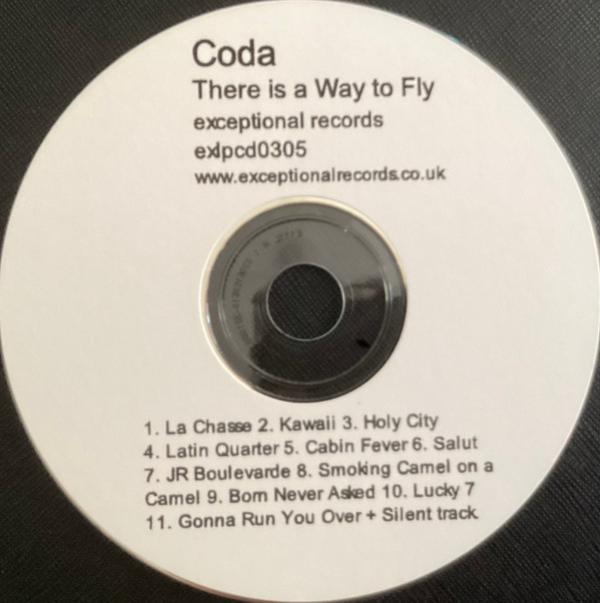 Coda
There is a Way to Fly
exceptional records
exlpcd0305
www.exceptionalrecords.co.uk
1. La Chasse 2. Kawaii 3. Holy City
4. Latin Quarter 5. Cabin Fever 6. Salut
7. JR Boulevarde 8. Smoking Camel on a
Camel 9. Born Never Asked 10. Lucky 7
11. Gonna Run You Over + Silent track